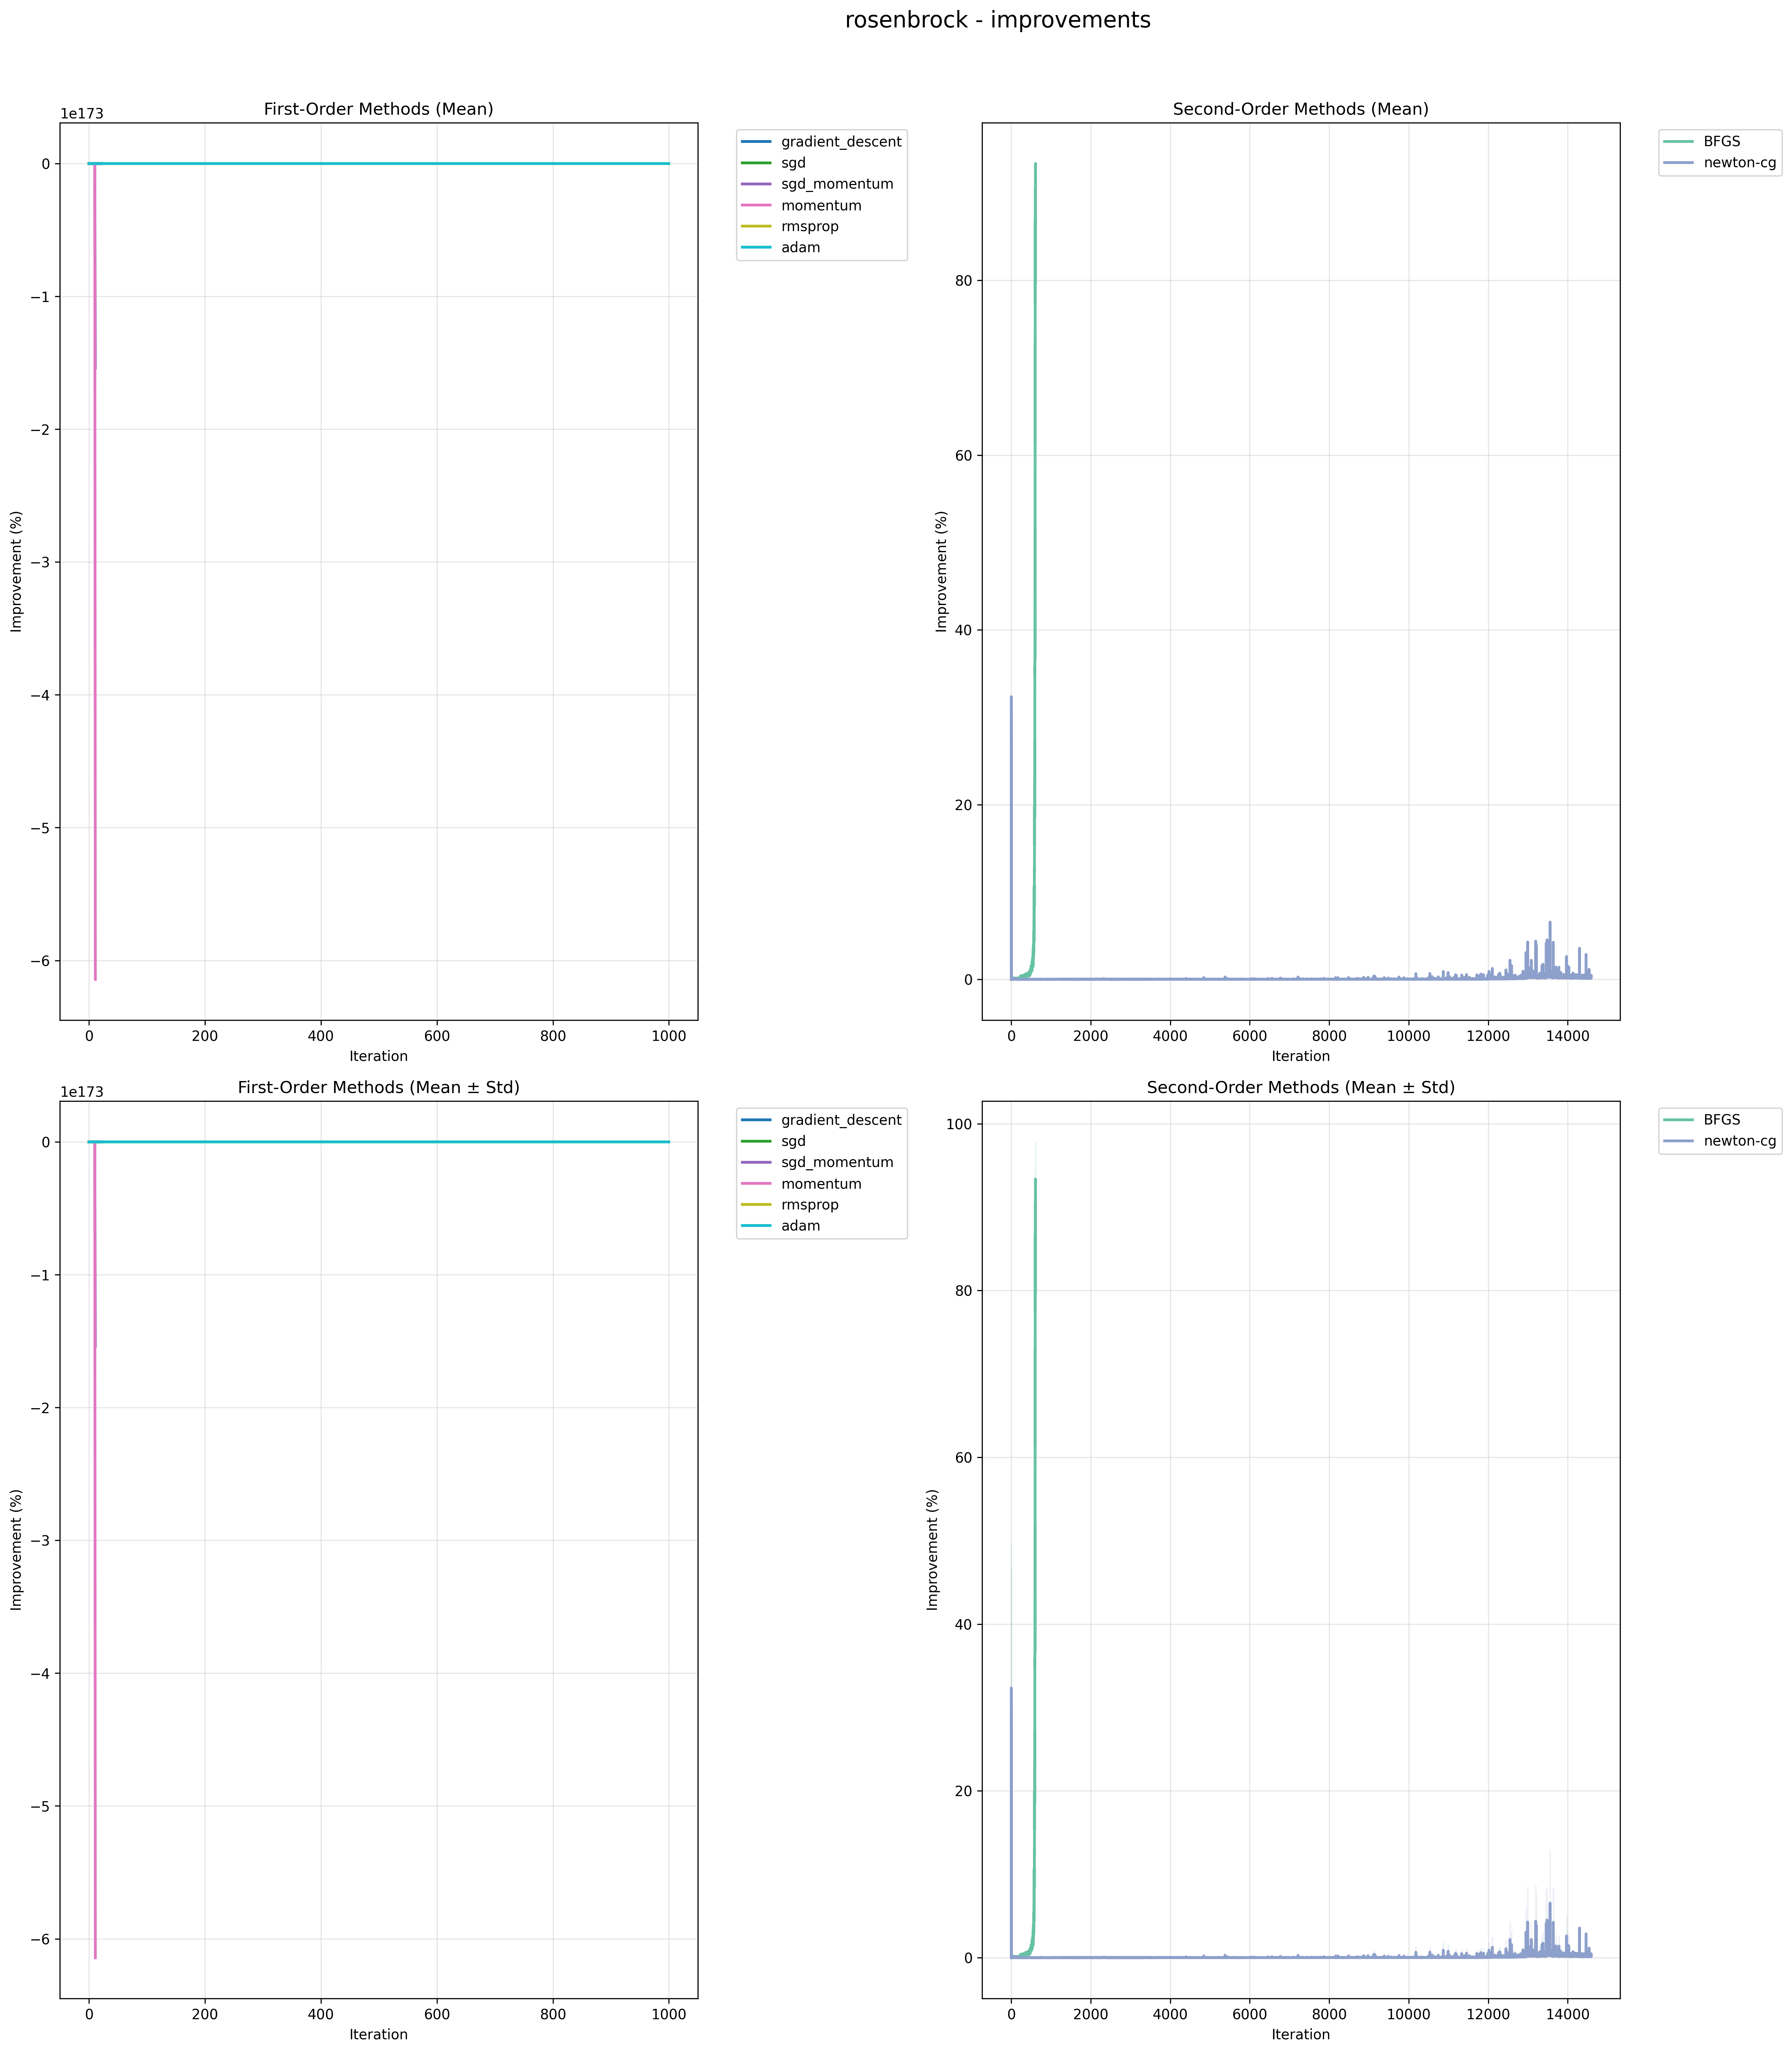 rosenbrock - improvements
First-Order Methods (Mean)
1e173
0
−1
−2
−3
−4
−5
−6
Improvement (%)
0 200 400 600 800 1000
Iteration
gradient_descent
sgd
sgd_momentum
momentum
rmsprop
adam
Second-Order Methods (Mean)
80
60
40
20
0
Improvement (%)
0 2000 4000 6000 8000 10000 12000 14000
Iteration
BFGS
newton-cg
First-Order Methods (Mean ± Std)
1e173
0
−1
−2
−3
−4
−5
−6
Improvement (%)
0 200 400 600 800 1000
Iteration
gradient_descent
sgd
sgd_momentum
momentum
rmsprop
adam
Second-Order Methods (Mean ± Std)
100
80
60
40
20
0
Improvement (%)
0 2000 4000 6000 8000 10000 12000 14000
Iteration
BFGS
newton-cg